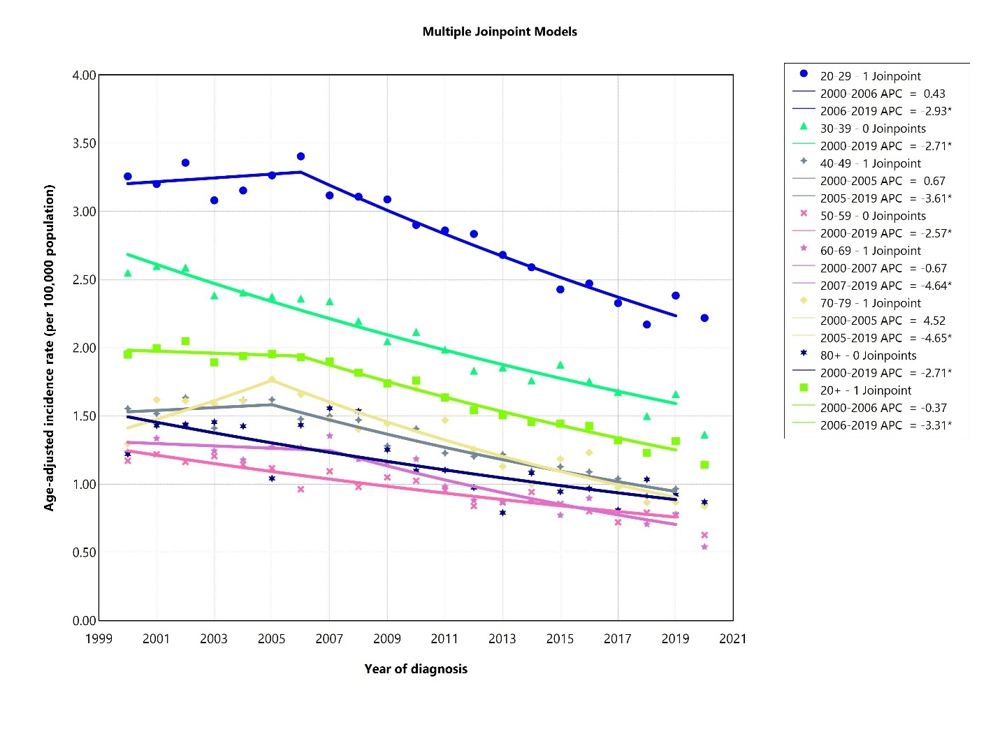 Multiple Joinpoint Models
4.00
3.50
3.00
2.50
2.00
1.50
1.00
0.50
0.00
Age-adjusted incidence rate (per 100,000 population)
1999 2001 2003 2005 2007 2009 2011 2013 2015 2017 2019 2021
Year of diagnosis
20-29 - 1 Joinpoint
2000-2006 APC = 0.43
2006-2019 APC = -2.93*
30-39 - 0 Joinpoints
2000-2019 APC = -2.71*
40-49 - 1 Joinpoint
2000-2005 APC = 0.67
2005-2019 APC = -3.61*
50-59 - 0 Joinpoints
2000-2019 APC = -2.57*
60-69 - 1 Joinpoint
2000-2007 APC = -0.67
2007-2019 APC = -4.64*
70-79 - 1 Joinpoint
2000-2005 APC = 4.52
2005-2019 APC = -4.65*
80+ - 0 Joinpoints
2000-2019 APC = -2.71*
20+ - 1 Joinpoint
2000-2006 APC = -0.37
2006-2019 APC = -3.31*